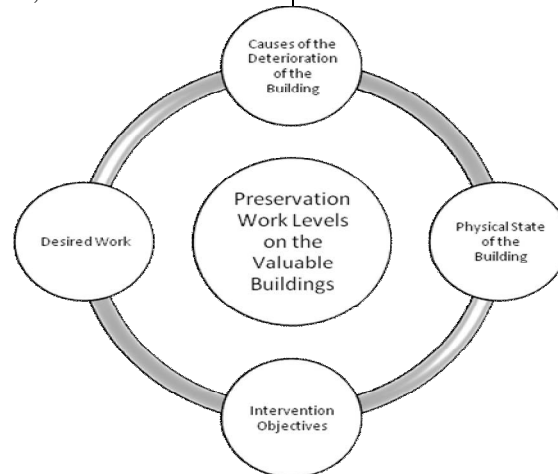 Causes of the
Deterioration
of the
Building
Preservation
Work Levels
on the
Valuable
Buildings
Desired Work
Physical State
of the
Building
Intervention
Objectives